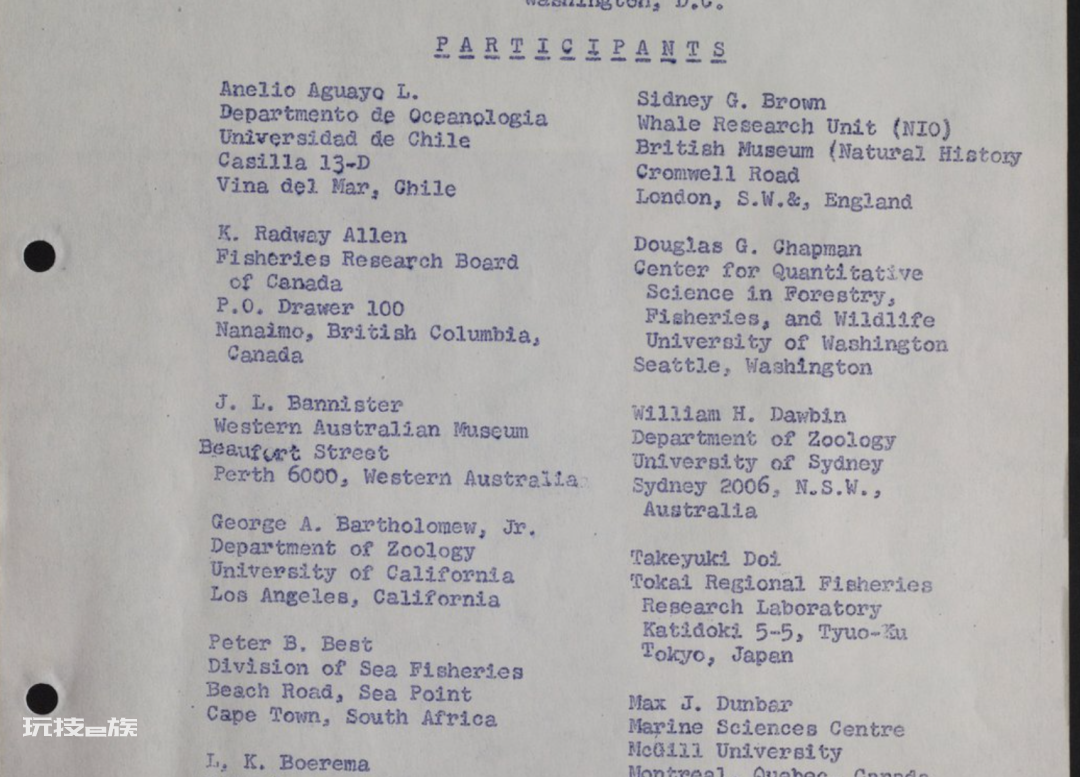 Washington, D.C.
PARTICIPANTS
Anelio Aguayo L.
Departmento de Oceanologia
Universidad de Chile
Casilla 13-D
Vina del Mar, Chile
K. Radway Allen
Fisheries Research Board
of Canada
P.O. Drawer 100
Nanaimo, British Columbia,
Canada
J. L. Bannister
Western Australian Museum
Beaufort Street
Perth 6000, Western Australia
George A. Bartholomew, Jr.
Department of Zoology
University of California
Los Angeles, California
Peter B. Best
Division of Sea Fisheries
Beach Road, Sea Point
Cape Town, South Africa
L. K. Boerema
Sidney G. Brown
Whale Research Unit (NIO)
British Museum (Natural History
Cromwell Road
London, S.W.&, England
Douglas G. Chapman
Center for Quantitative
Science in Forestry,
Fisheries, and Wildlife
University of Washington
Seattle, Washington
William H. Dawbin
Department of Zoology
University of Sydney
Sydney 2006, N.S.W.,
Australia
Takeyuki Doi
Tokai Regional Fisheries
Research Laboratory
Katidoki 5-5, Tyuo-Ku
Tokyo, Japan
Max J. Dunbar
Marine Sciences Centre
McGill University
Montreal, Quebec, Canada
玩技e族